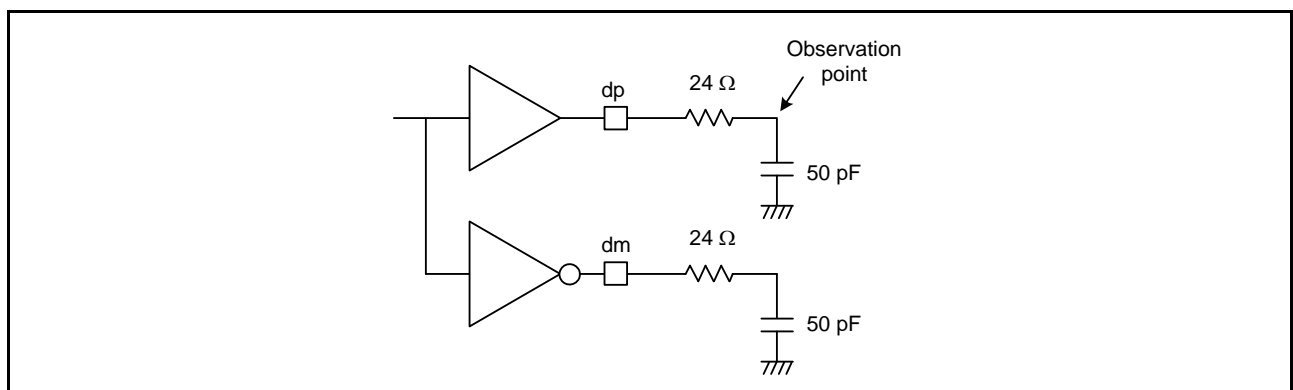 Observation
point
dp
24 Ω
50 pF
dm
24 Ω
50 pF